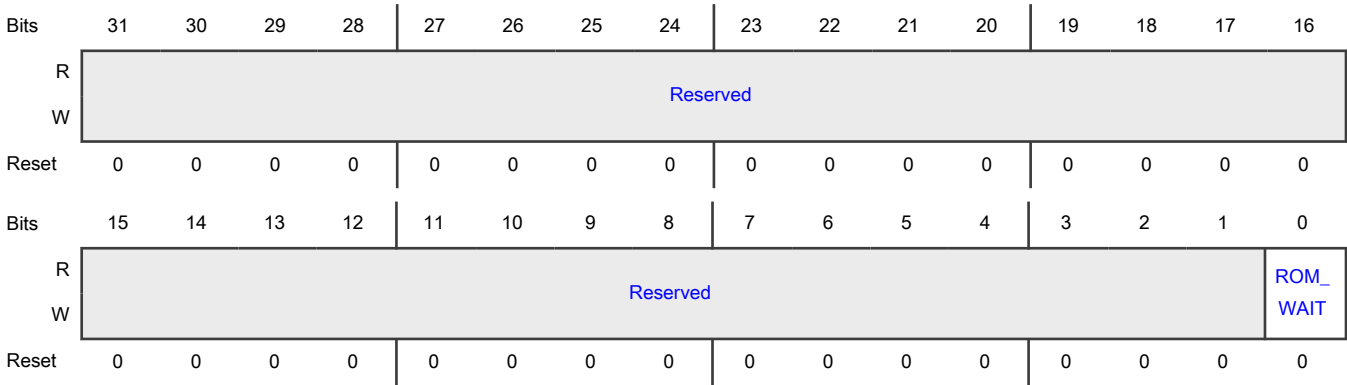 Bits 31 30 29 28 27 26 25 24 23 22 21 20 19 18 17 16
R
Reserved
W
Reset 0 0 0 0 0 0 0 0 0 0 0 0 0 0 0 0
Bits 15 14 13 12 11 10 9 8 7 6 5 4 3 2 1 0
R ROM_
Reserved
W WAIT
Reset 0 0 0 0 0 0 0 0 0 0 0 0 0 0 0 0